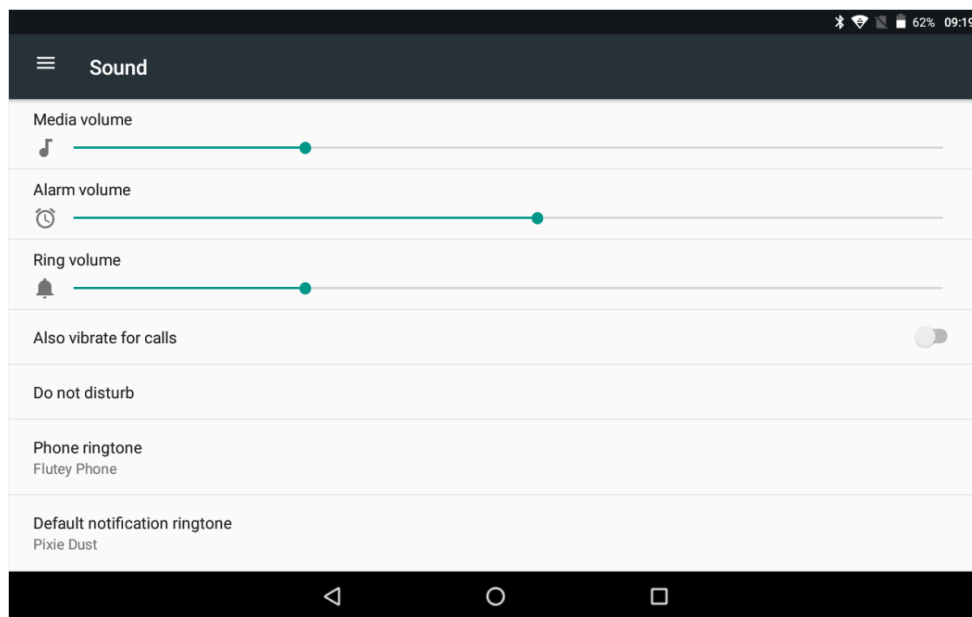 62% 09:19
Sound
Media volume
Alarm volume
Ring volume
Also vibrate for calls
Do not disturb
Phone ringtone
Flutey Phone
Default notification ringtone
Pixie Dust